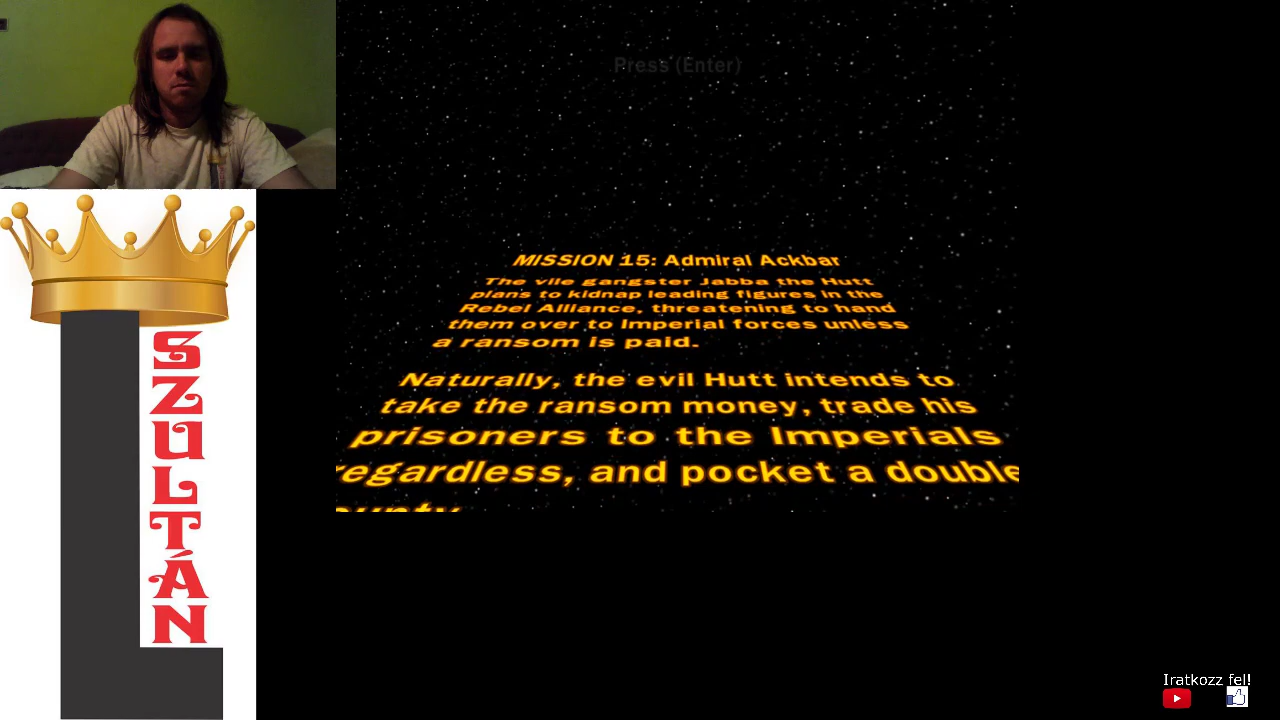 Press (Enter)
MISSION 15: Admiral Ackbar
The vile gangster Jabba the Hutt
plans to kidnap leading figures in the
Rebel Alliance, threatening to hand
them over to Imperial forces unless
a ransom is paid.
Naturally, the evil Hutt intends to
take the ransom money, trade his
prisoners to the Imperials
regardless, and pocket a double
L
SZULTÁN
Iratkozz fel!